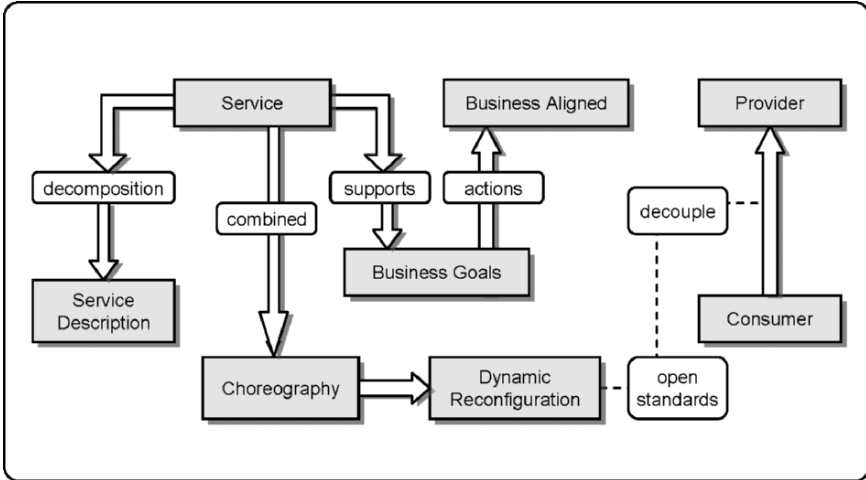 Service
Business Aligned
Provider
decomposition
supports
actions
combined
decouple
Business Goals
Service
Description
Consumer
Choreography
Dynamic
Reconfiguration
open
standards